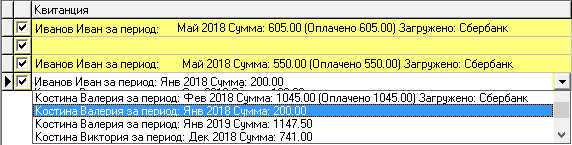 Квитанция
Иванов Иван за период: Май 2018 Сумма: 605.00 (Оплачено 605.00) Загружено: Сбербанк
Иванов Иван за период: Май 2018 Сумма: 550.00 (Оплачено 550.00) Загружено: Сбербанк
Иванов Иван за период: Янв 2018 Сумма: 200.00
Костина Валерия за период: Фев 2018 Сумма: 1045.00 (Оплачено 1045.00) Загружено: Сбербанк
Костина Валерия за период: Янв 2018 Сумма: 200.00
Костина Валерия за период: Янв 2019 Сумма: 1147.50
Костина Виктория за период: Дек 2018 Сумма: 741.00